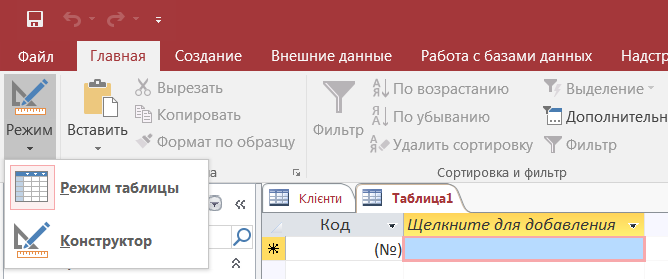 Файл Главная Создание Внешние данные Работа с базами данных Надстр
Режим Вставить Вырезать Копировать Формат по образцу
Фильтр По возрастанию По убыванию Удалить сортировку Выделение Дополнительн Фильтр
Сортировка и фильтр
Режим таблицы
Конструктор
Клієнти Таблица1
Код Щелкните для добавления
(№)